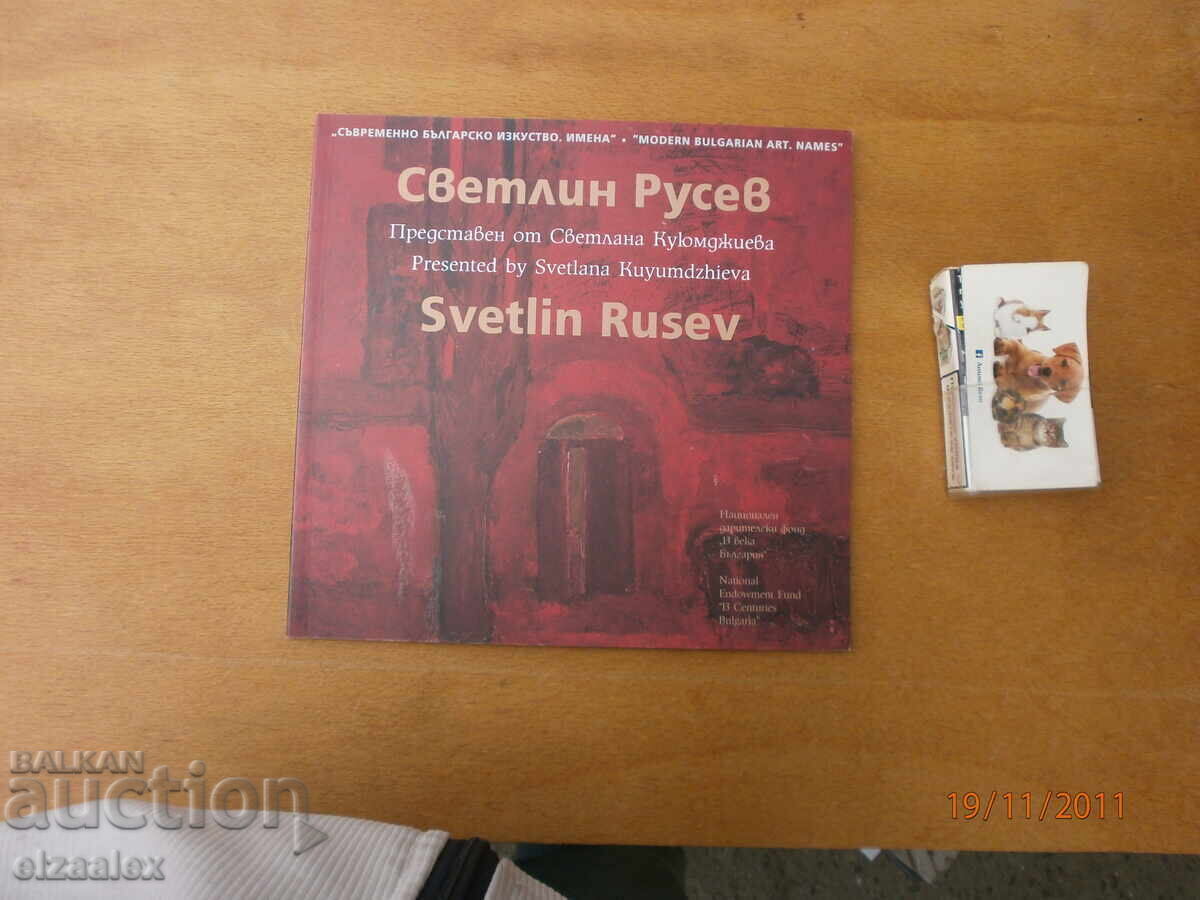 „СЪВРЕМЕННО БЪЛГАРСКО ИЗКУСТВО. ИМЕНА“ • “MODERN BULGARIAN ART. NAMES”
Светлин Русев
Представен от Светлана Куюмджиева
Presented by Svetlana Kuyumdzhieva
Svetlin Rusev
Национален
дарителски фонд
„13 века
България“
National
Endowment Fund
“13 Centuries
Bulgaria”
19/11/2011
BALKAN
auction
elzaalex